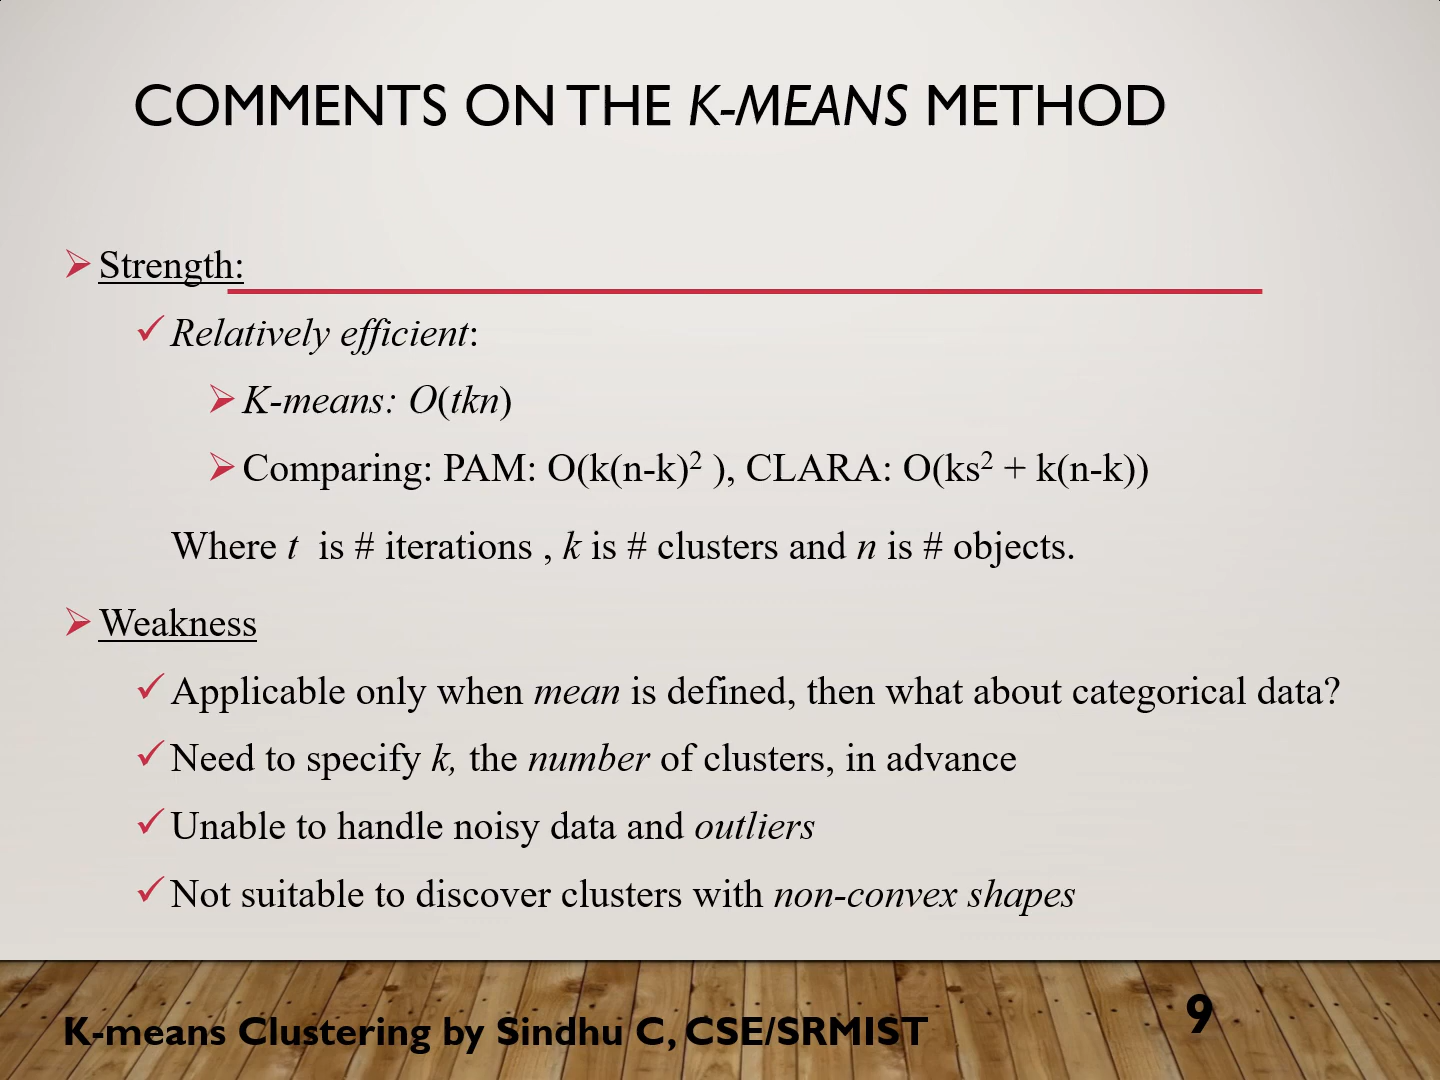 COMMENTS ON THE K-MEANS METHOD
Strength:
Relatively efficient:
K-means: O(tkn)
Comparing: PAM: O(k(n-k)² ), CLARA: O(ks² + k(n-k))
Where t is # iterations , k is # clusters and n is # objects.
Weakness
Applicable only when mean is defined, then what about categorical data?
Need to specify k, the number of clusters, in advance
Unable to handle noisy data and outliers
Not suitable to discover clusters with non-convex shapes
K-means Clustering by Sindhu C, CSE/SRMIST
9